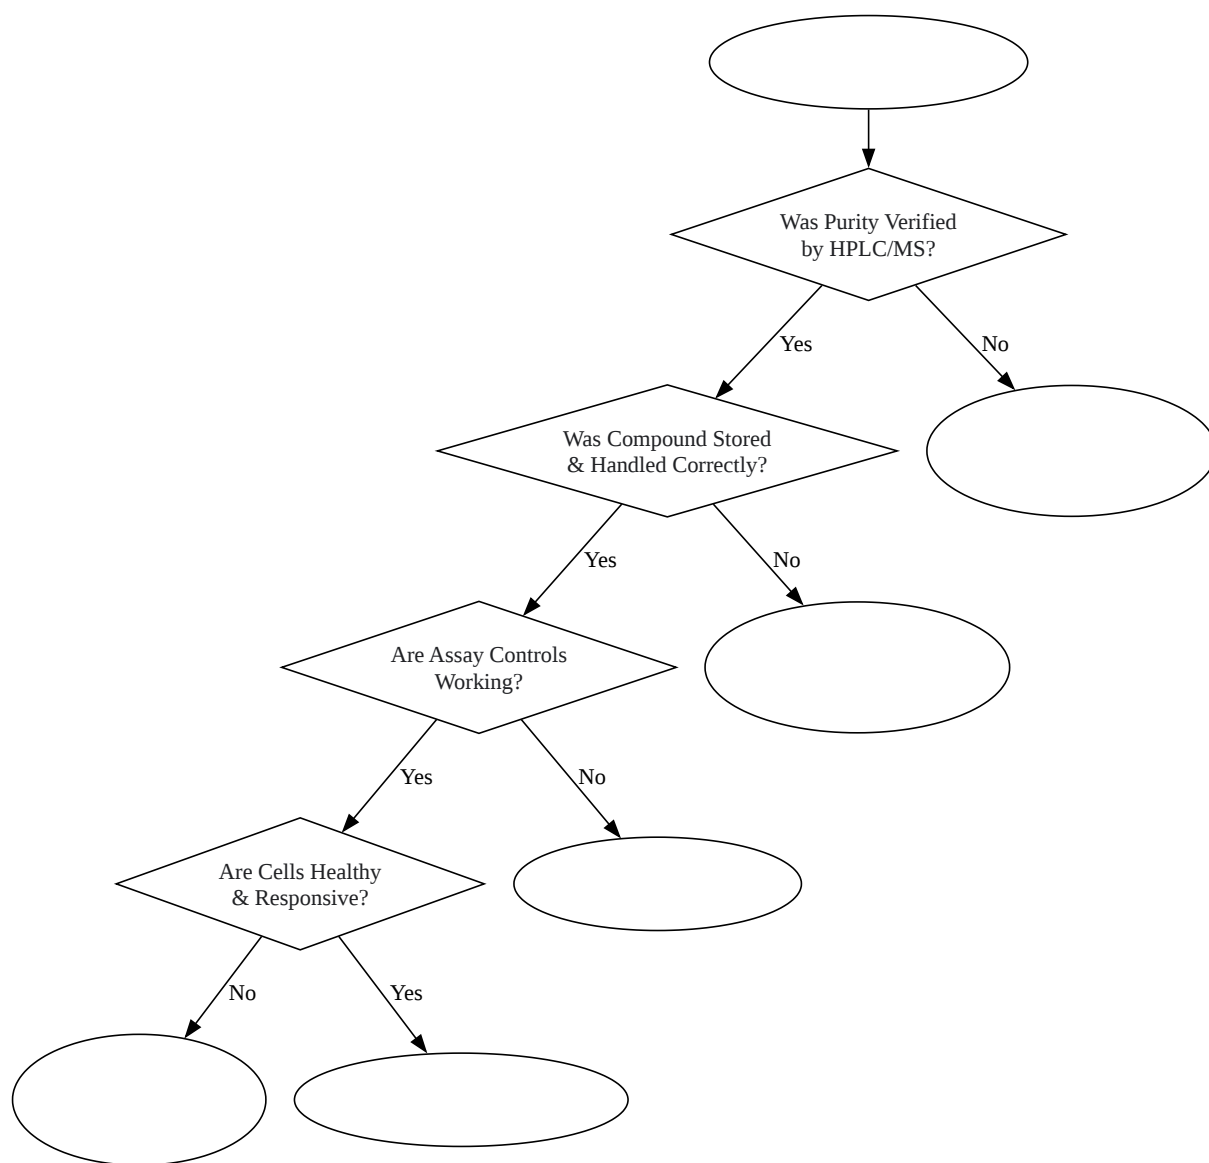 Was Purity Verified
by HPLC/MS?
Yes
No
Was Compound Stored
& Handled Correctly?
Yes
No
Are Assay Controls
Working?
Yes
No
Are Cells Healthy
& Responsive?
No
Yes